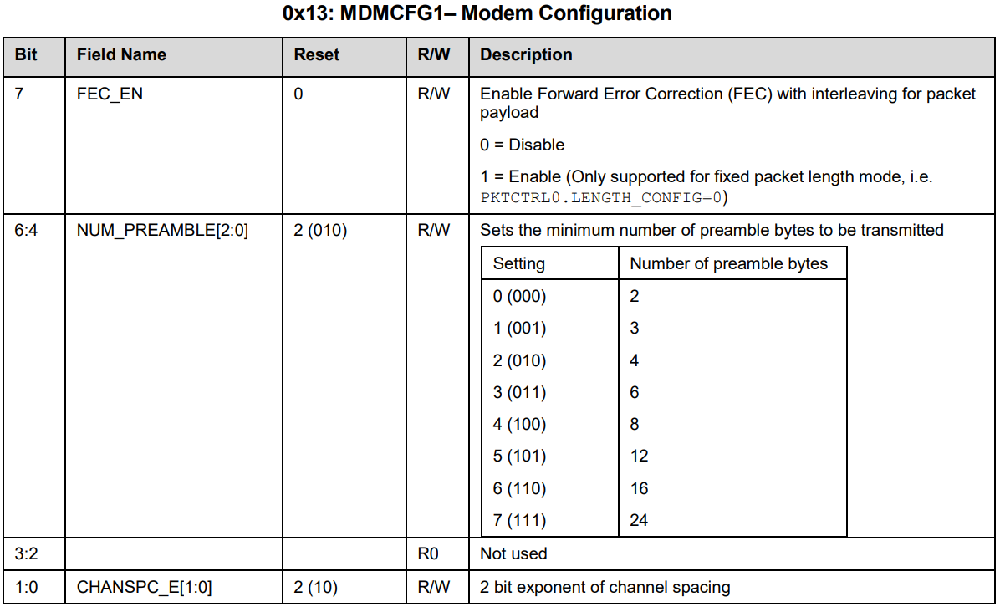 0x13: MDMCFG1– Modem Configuration
Bit Field Name Reset R/W Description
7 FEC_EN 0 R/W Enable Forward Error Correction (FEC) with interleaving for packet
payload
0 = Disable
1 = Enable (Only supported for fixed packet length mode, i.e.
PKTCTRL0.LENGTH_CONFIG=0)
6:4 NUM_PREAMBLE[2:0] 2 (010) R/W Sets the minimum number of preamble bytes to be transmitted
Setting Number of preamble bytes
0 (000) 2
1 (001) 3
2 (010) 4
3 (011) 6
4 (100) 8
5 (101) 12
6 (110) 16
7 (111) 24
3:2 R0 Not used
1:0 CHANSPC_E[1:0] 2 (10) R/W 2 bit exponent of channel spacing